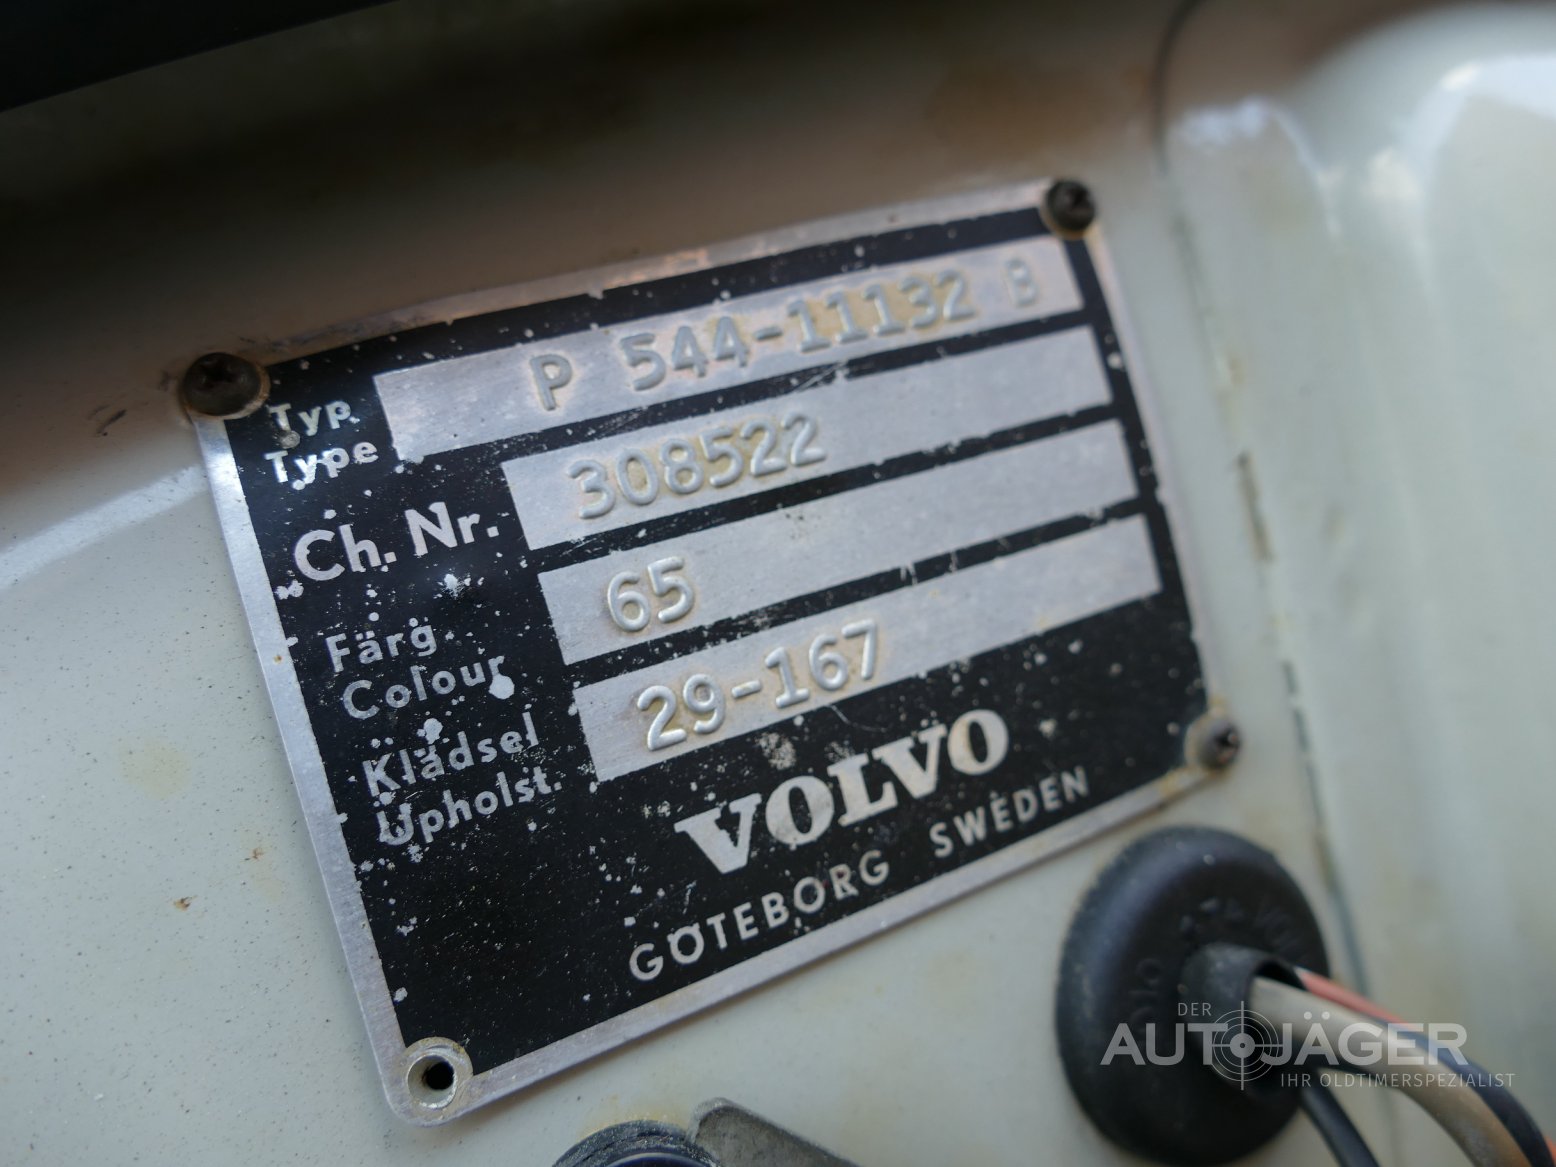 Typ. P 544-11132 B
Type
Ch. Nr. 308522
Färg. 65
Colour
Klädsel 29-167
Upholst.
VOLVO
GÖTEBORG SWEDEN
DER
AUTOJÄGER
IHR OLDTIMERSPEZIALIST